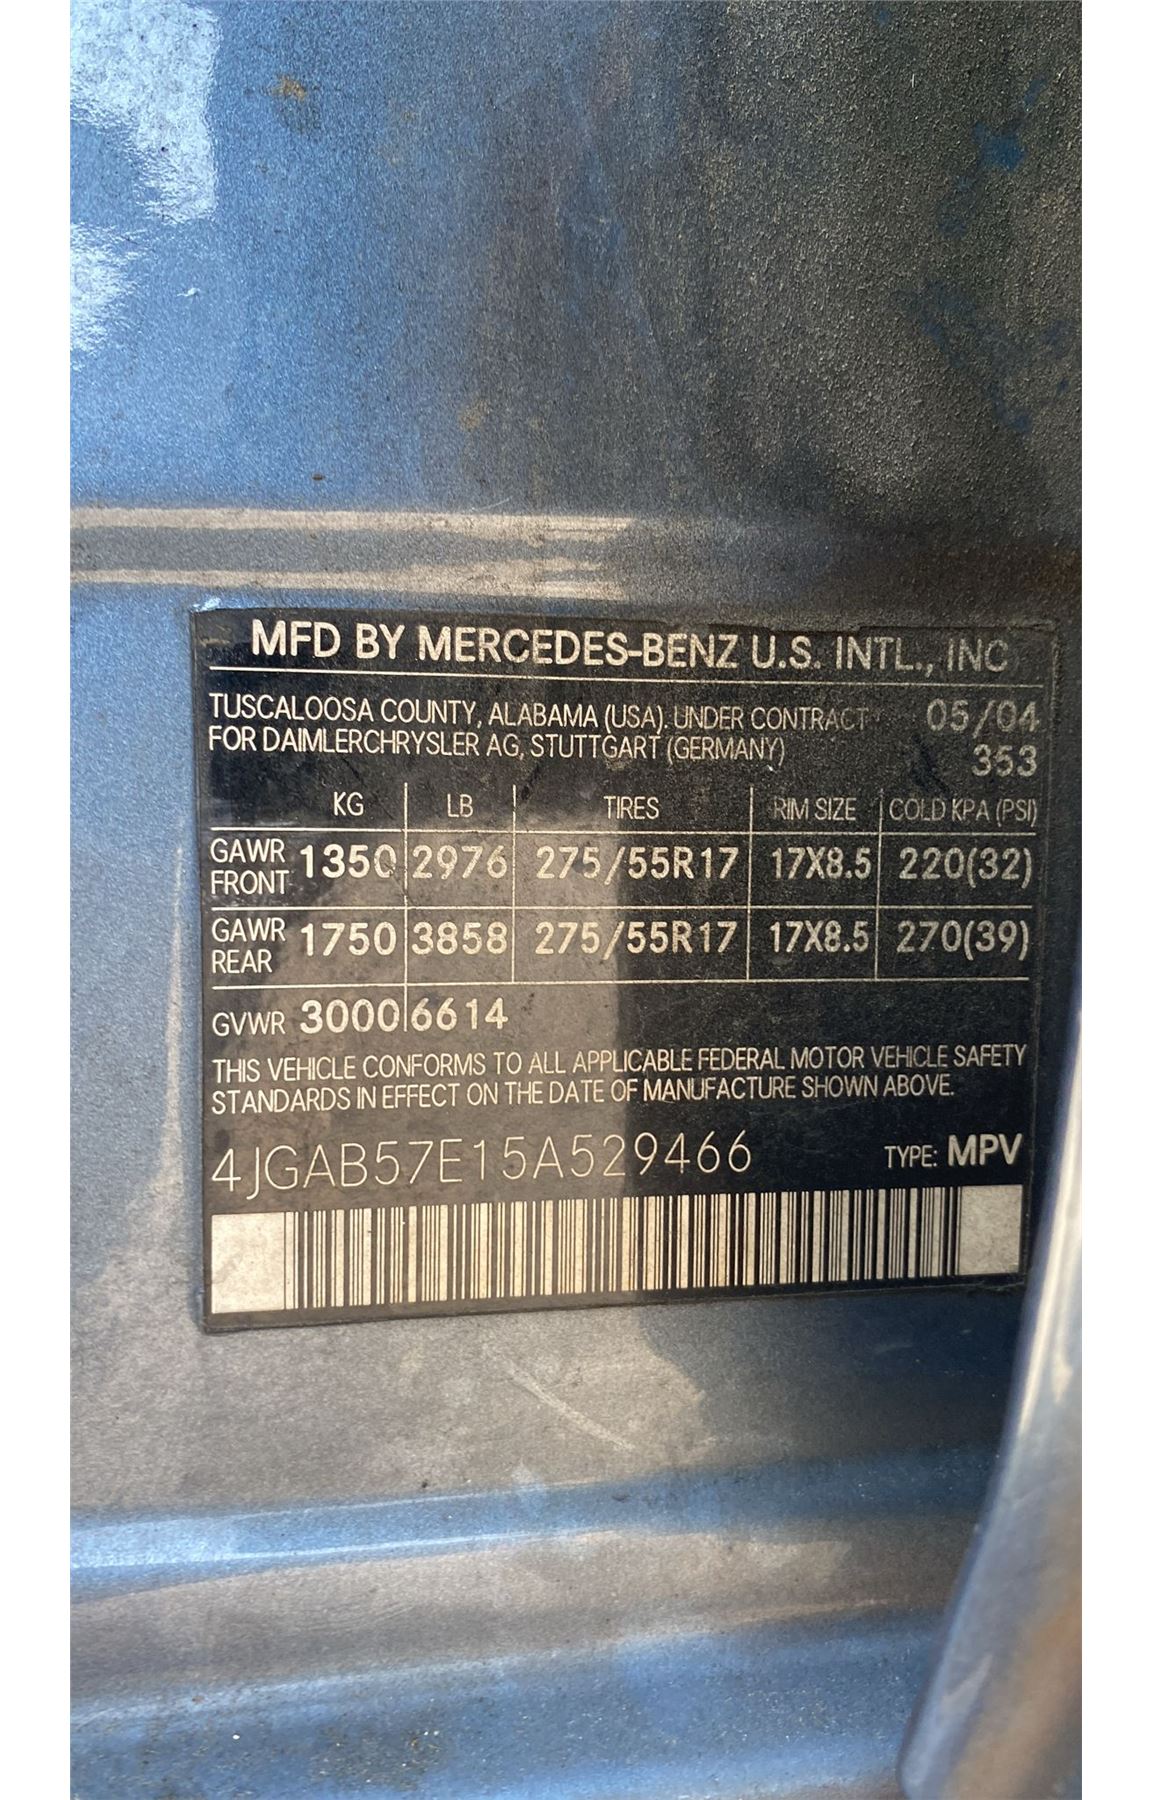 MFD BY MERCEDES-BENZ U.S. INTL., INC
TUSCALOOSA COUNTY, ALABAMA (USA). UNDER CONTRACT 05/04
FOR DAIMLERCHRYSLER AG, STUTTGART (GERMANY) 353
KG LB TIRES RIM SIZE COLD KPA (PSI)
GAWR FRONT 1350 2976 275/55R17 17X8.5 220(32)
GAWR REAR 1750 3858 275/55R17 17X8.5 270(39)
GVWR 3000 6614
THIS VEHICLE CONFORMS TO ALL APPLICABLE FEDERAL MOTOR VEHICLE SAFETY
STANDARDS IN EFFECT ON THE DATE OF MANUFACTURE SHOWN ABOVE.
4JGAB57E15A529466 TYPE: MPV